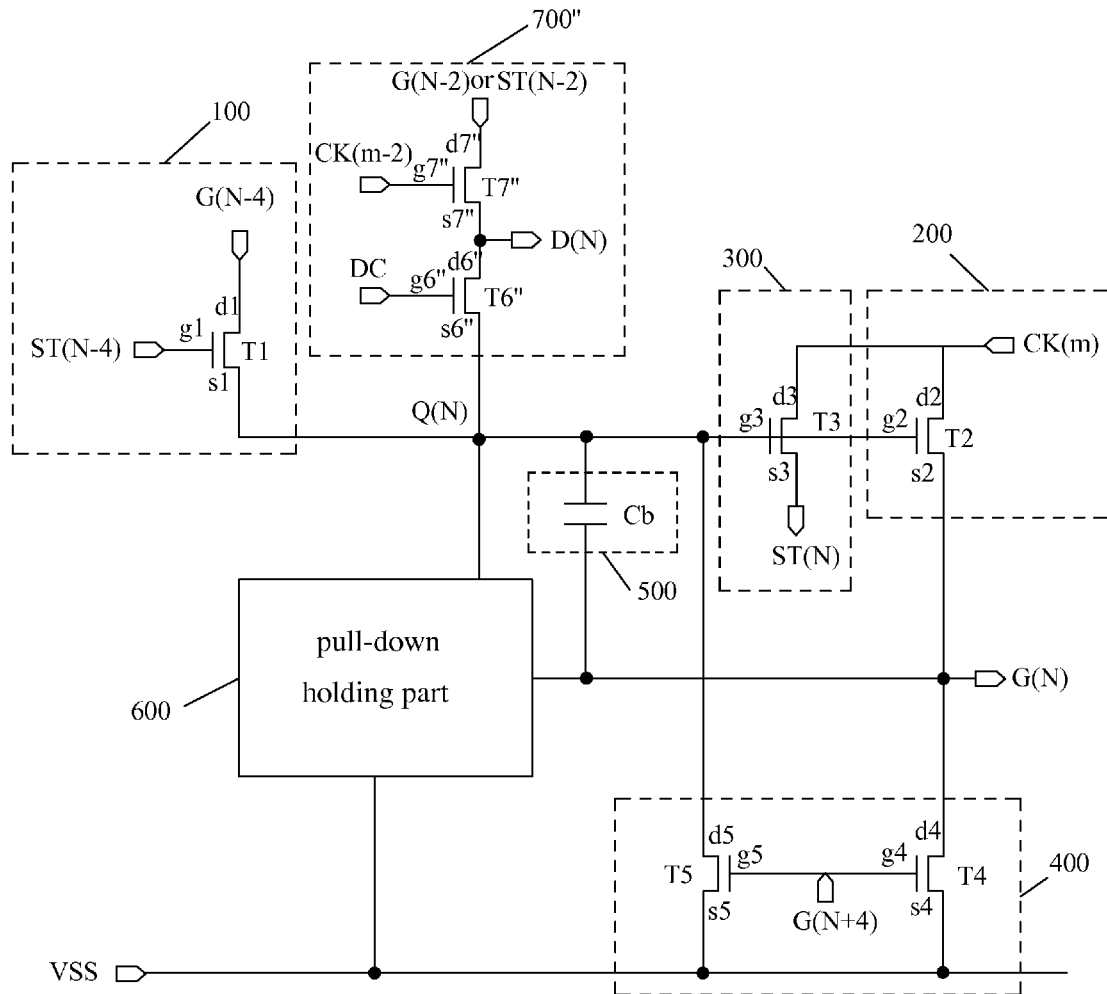 700"
G(N-2)or ST(N-2)
100
d7"
CK(m-2)
g7"
T7"
G(N-4)
s7"
D(N)
200
DC
d6"
300
g6"
T6"
d1
s6"
g1
ST(N-4)
T1
CK(m)
s1
d3
d2
Q(N)
g3
T3
g2
T2
s3
s2
Cb
ST(N)
500
pull-down
holding part
G(N)
600
d5
d4
g5
g4
T5
T4
400
s5
s4
G(N+4)
VSS